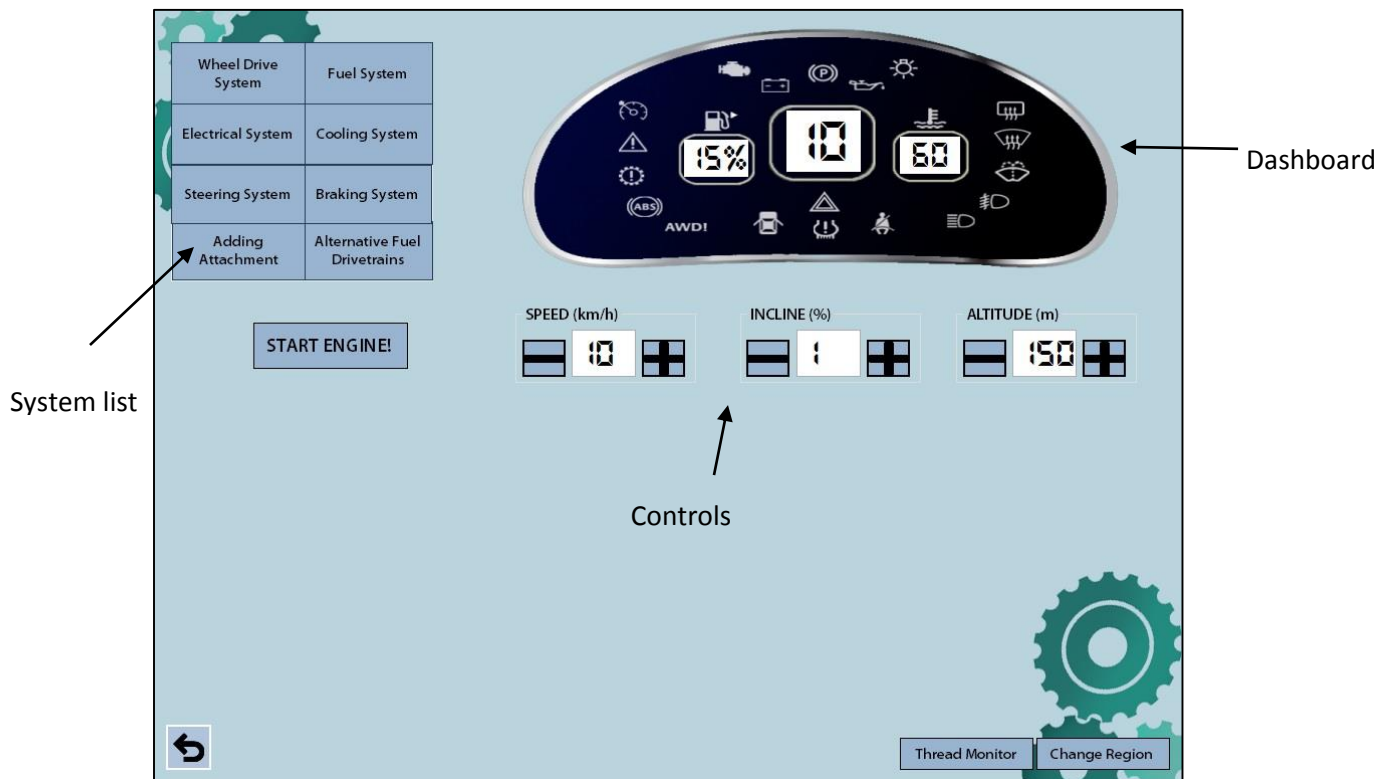 Wheel Drive
System
Fuel System
Electrical System
Cooling System
Steering System
Braking System
Adding
Attachment
Alternative Fuel
Drivetrains
START ENGINE!
System list
(P)
15%
10
60
(ABS)
AWD!
Dashboard
SPEED (km/h)
10
INCLINE (%)
1
ALTITUDE (m)
150
Controls
Thread Monitor
Change Region